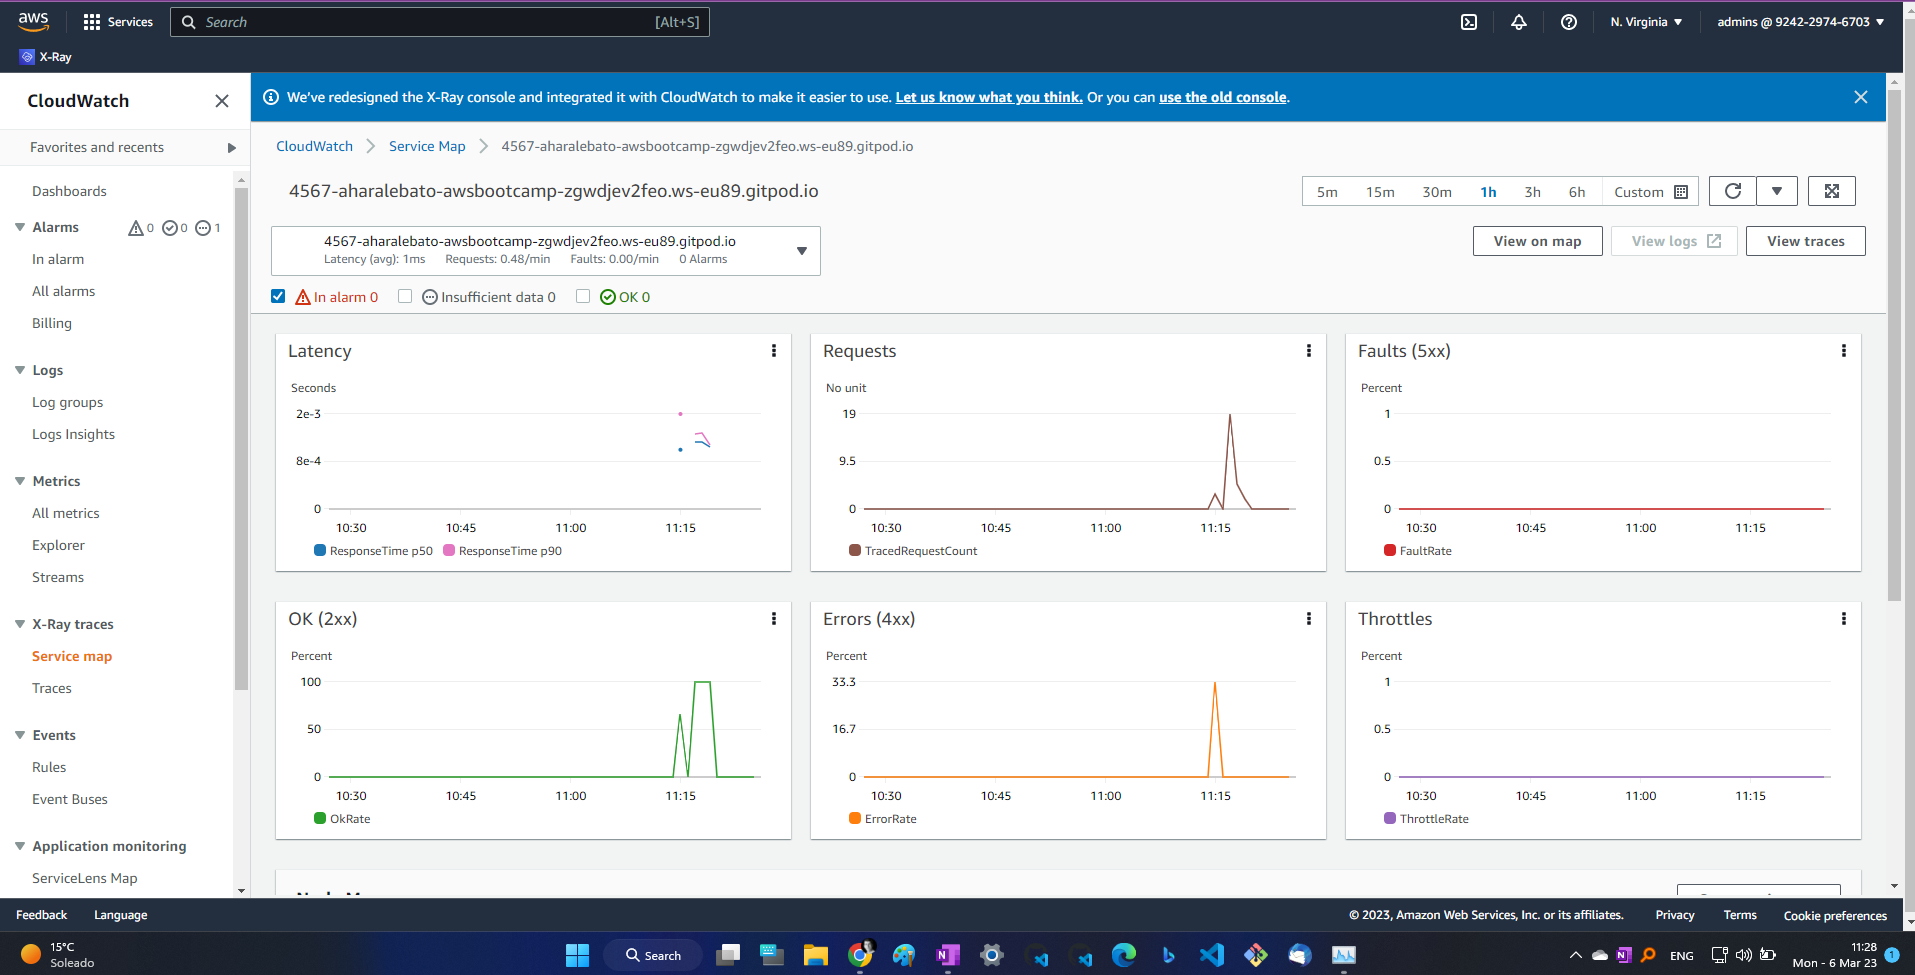 aws
Services
Search
[Alt+S]
N. Virginia
admins @ 9242-2974-6703
X-Ray
CloudWatch
Favorites and recents
Dashboards
Alarms 0 0 1
In alarm
All alarms
Billing
Logs
Log groups
Logs Insights
Metrics
All metrics
Explorer
Streams
X-Ray traces
Service map
Traces
Events
Rules
Event Buses
Application monitoring
ServiceLens Map
We've redesigned the X-Ray console and integrated it with CloudWatch to make it easier to use. Let us know what you think. Or you can use the old console.
CloudWatch
Service Map
4567-aharalebato-awsbootcamp-zgwdjev2feo.ws-eu89.gitpod.io
4567-aharalebato-awsbootcamp-zgwdjev2feo.ws-eu89.gitpod.io
5m 15m 30m 1h 3h 6h Custom
4567-aharalebato-awsbootcamp-zgwdjev2feo.ws-eu89.gitpod.io
Latency (avg): 1ms Requests: 0.48/min Faults: 0.00/min 0 Alarms
View on map
View logs
View traces
In alarm 0
Insufficient data 0
OK 0
Latency
Seconds
2e-3
8e-4
0
10:30 10:45 11:00 11:15
ResponseTime p50 ResponseTime p90
Requests
No unit
19
9.5
0
10:30 10:45 11:00 11:15
TracedRequestCount
Faults (5xx)
Percent
1
0.5
0
10:30 10:45 11:00 11:15
FaultRate
OK (2xx)
Percent
100
50
0
10:30 10:45 11:00 11:15
OkRate
Errors (4xx)
Percent
33.3
16.7
0
10:30 10:45 11:00 11:15
ErrorRate
Throttles
Percent
1
0.5
0
10:30 10:45 11:00 11:15
ThrottleRate
Feedback
Language
© 2023, Amazon Web Services, Inc. or its affiliates.
Privacy
Terms
Cookie preferences
15°C
Soleado
Search
ENG
11:28
Mon - 6 Mar 23
1